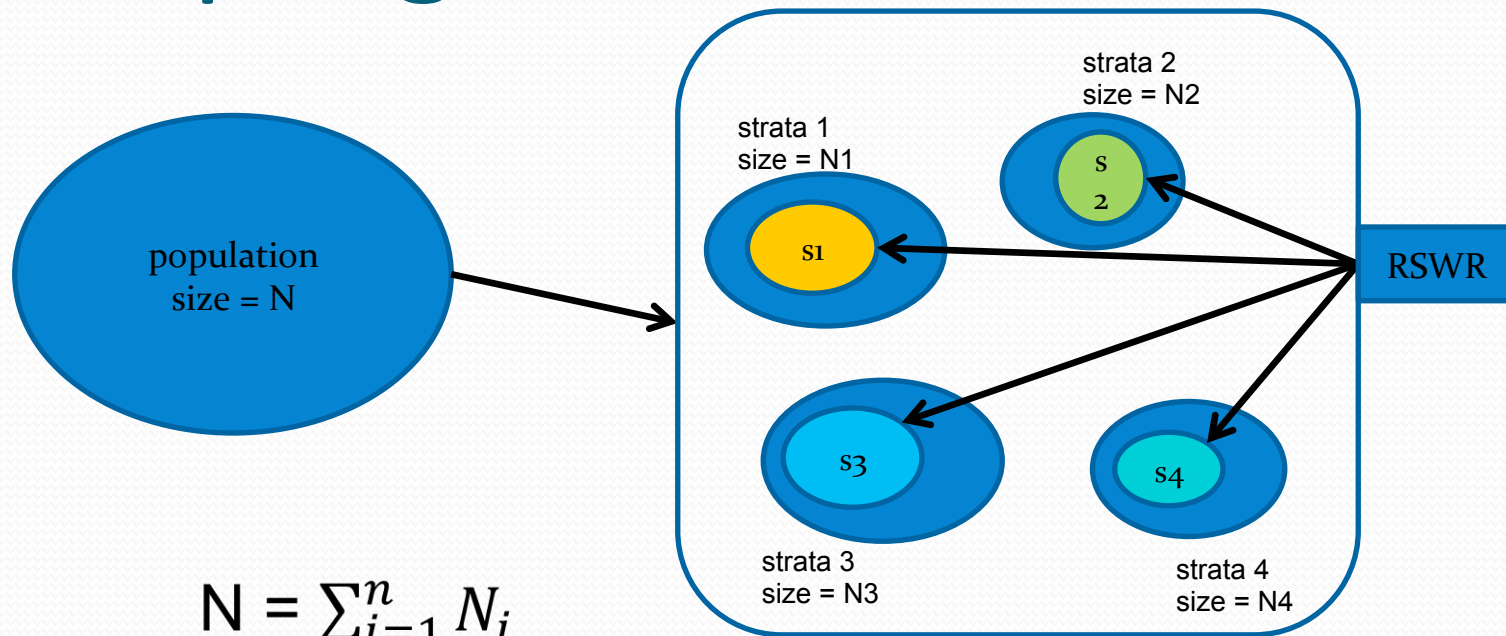 strata 2
size = N2
strata 1
size = N1
s
2
population
size = N
s1
RSWR
s3
s4
strata 3
size = N3
strata 4
size = N4
N = ∑ⁿᵢ₌₁ Nᵢ